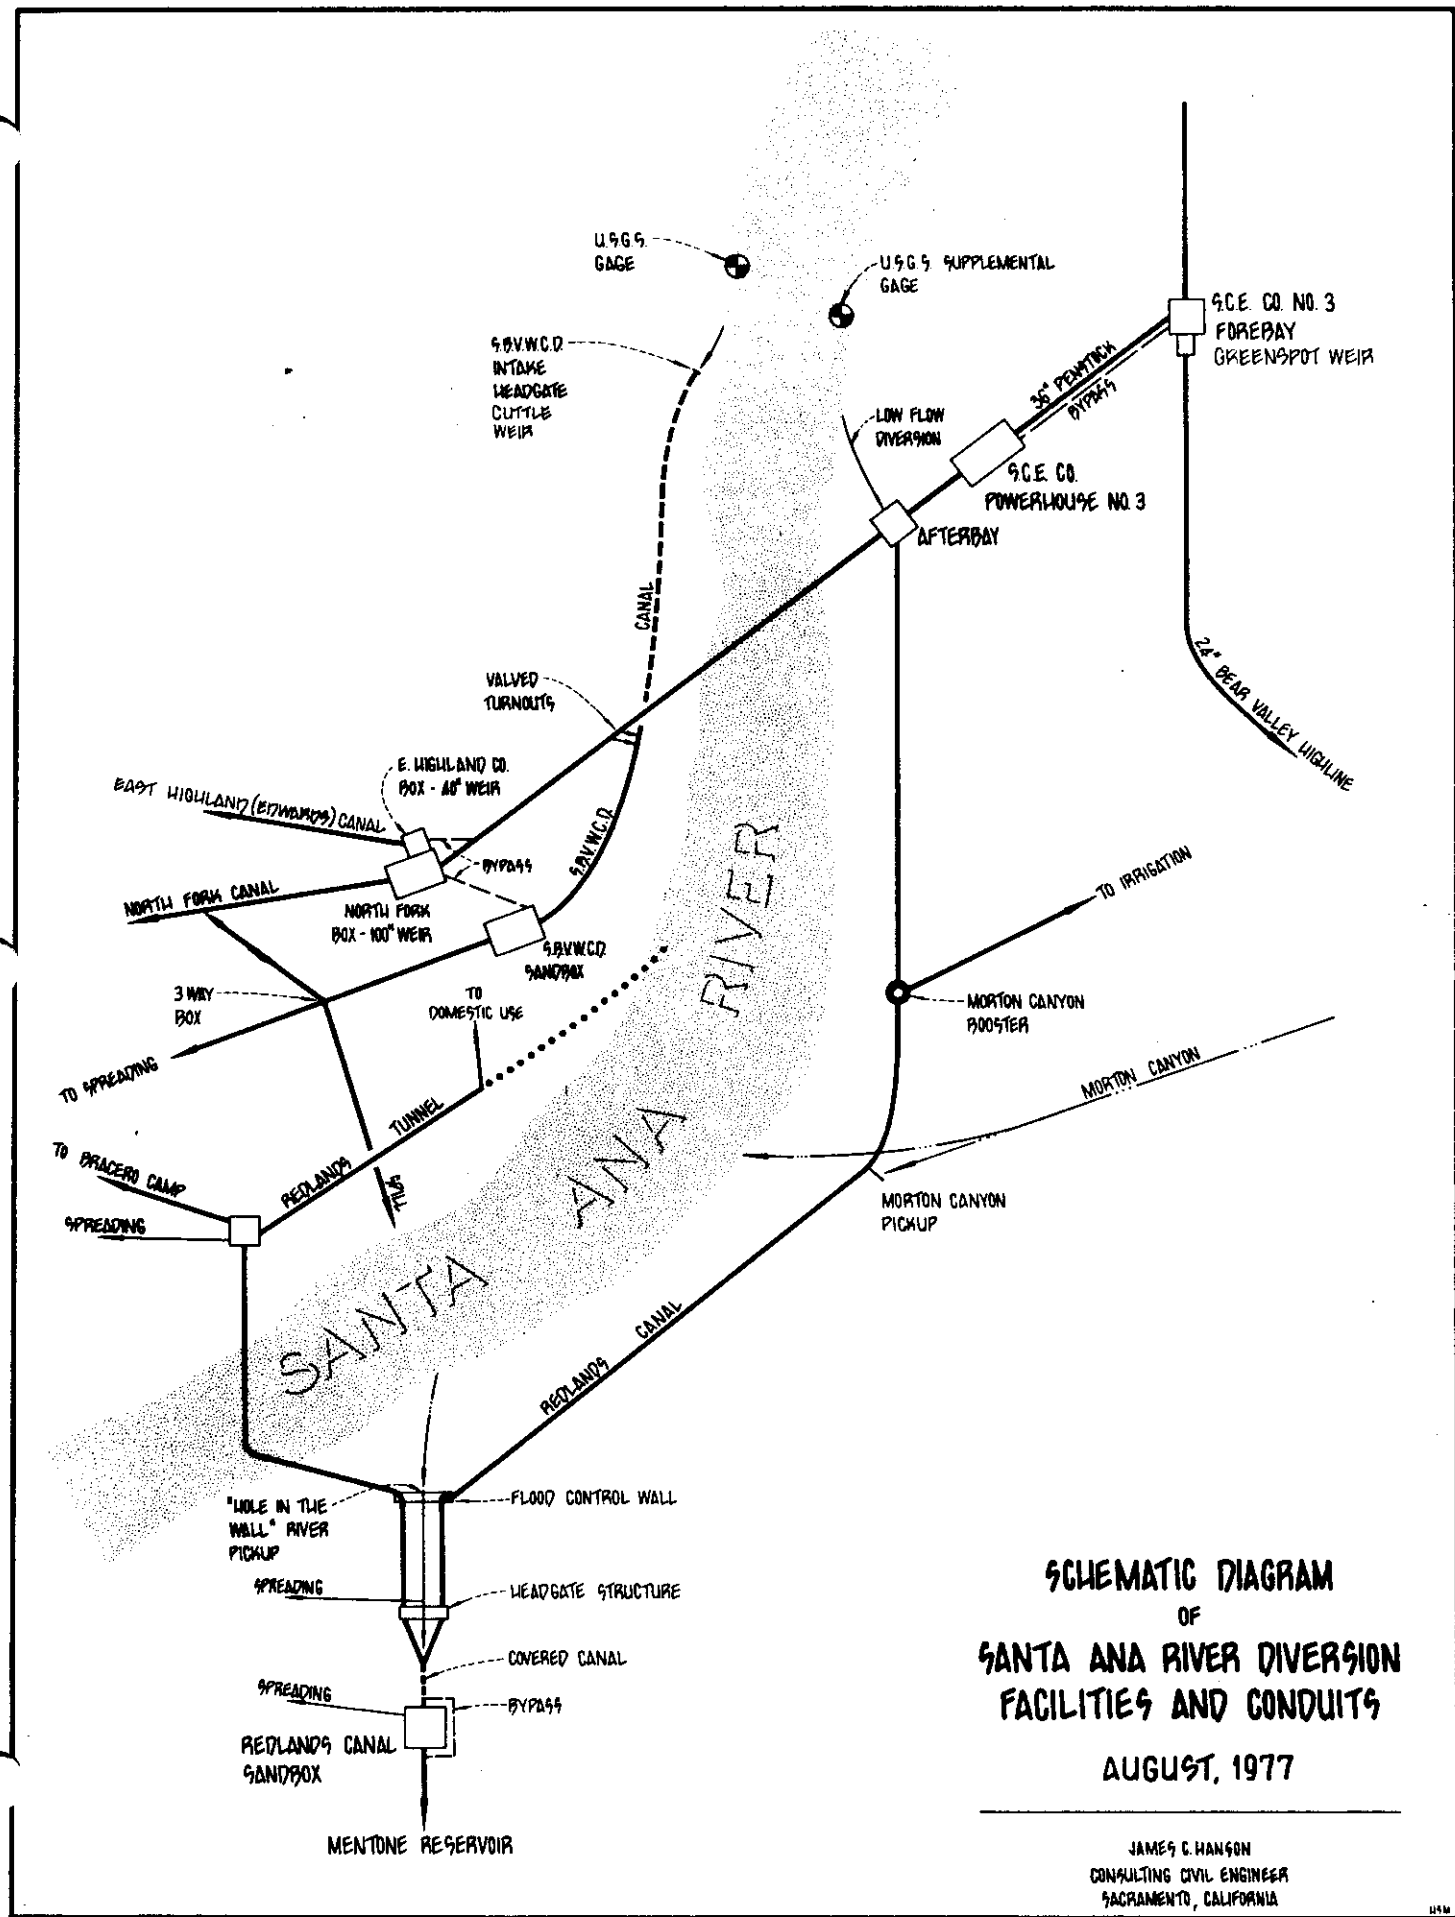 U.S.G.S.
GAGE
U.S.G.S. SUPPLEMENTAL
GAGE
S.C.E. CO. NO. 3
FOREBAY
GREENSPOT WEIR
S.B.V.W.C.D.
INTAKE
HEADGATE
CUTTLE
WEIR
36" PENSTOCK
BYPASS
LOW FLOW
DIVERSION
S.C.E. CO.
POWERHOUSE NO. 3
AFTERBAY
CANAL
24" BEAR VALLEY HIGHLINE
VALVED
TURNOUTS
E. HIGHLAND CO.
BOX - 40" WEIR
EAST HIGHLAND (EDWARDS) CANAL
BYPASS
S.B.V.W.C.D.
NORTH FORK CANAL
NORTH FORK
BOX - 100" WEIR
S.B.V.W.C.D.
SANDBOX
TO IRRIGATION
3 WAY
BOX
TO
DOMESTIC USE
MORTON CANYON
BOOSTER
TO SPREADING
MORTON CANYON
REDLANDS TUNNEL
TO BRACERO CAMP
SPREADING
TILLS
MORTON CANYON
PICKUP
SANTA ANA RIVER
REDLANDS CANAL
"HOLE IN THE
WALL" RIVER
PICKUP
FLOOD CONTROL WALL
SPREADING
HEADGATE STRUCTURE
COVERED CANAL
SPREADING
BYPASS
REDLANDS CANAL
SANDBOX
MENTONE RESERVOIR
SCHEMATIC DIAGRAM
OF
SANTA ANA RIVER DIVERSION
FACILITIES AND CONDUITS
AUGUST, 1977
JAMES C. HANSON
CONSULTING CIVIL ENGINEER
SACRAMENTO, CALIFORNIA